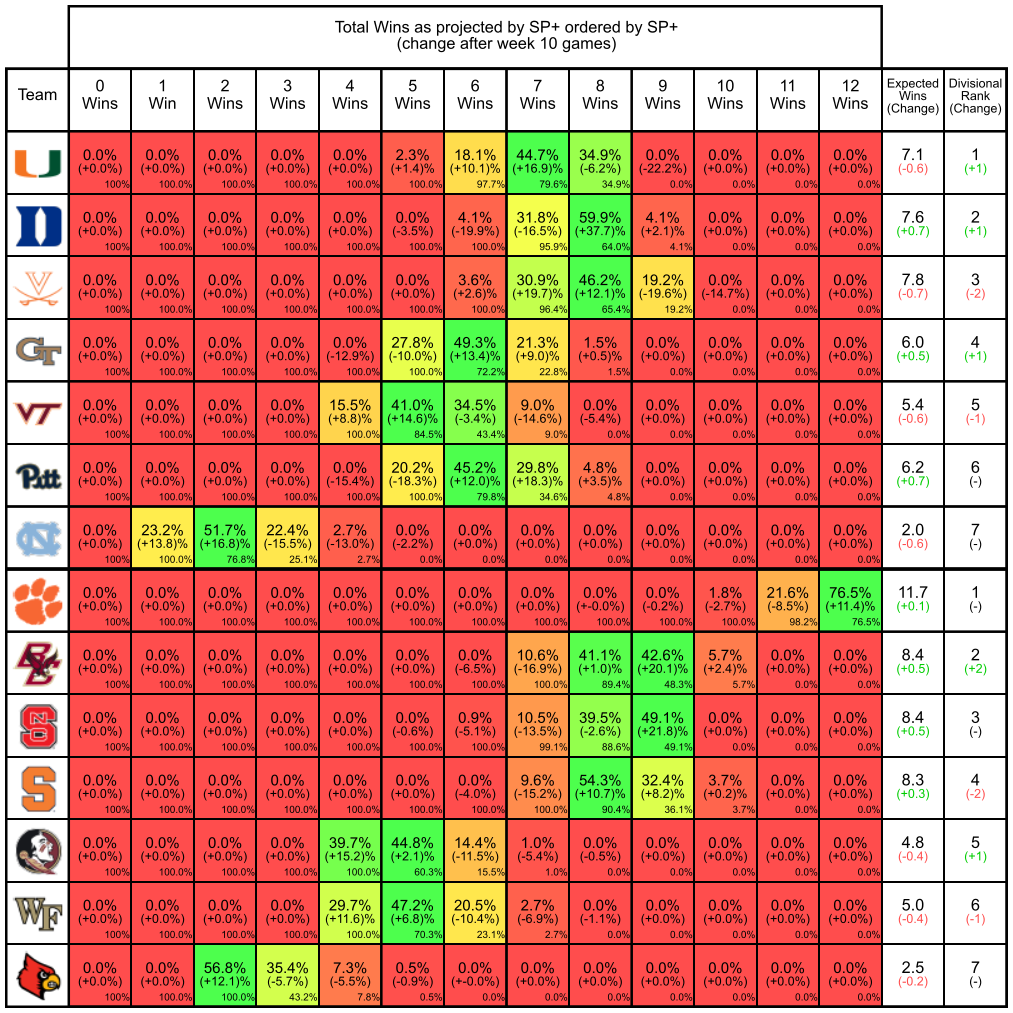 Total Wins as projected by SP+ ordered by SP+
(change after week 10 games)
Team 0 Wins 1 Win 2 Wins 3 Wins 4 Wins 5 Wins 6 Wins 7 Wins 8 Wins 9 Wins 10 Wins 11 Wins 12 Wins Expected Wins (Change) Divisional Rank (Change)
U 0.0% 0.0% 0.0% 0.0% 0.0% 2.3% 18.1% 44.7% 34.9% 0.0% 0.0% 0.0% 0.0% 7.1 1
(+0.0%) (+0.0%) (+0.0%) (+0.0%) (+0.0%) (+1.4)% (+10.1)% (+16.9)% (-6.2)% (-22.2%) (+0.0%) (+0.0%) (+0.0%) (-0.6) (+1)
100% 100.0% 100.0% 100.0% 100.0% 100.0% 97.7% 79.6% 34.9% 0.0% 0.0% 0.0% 0.0%
D 0.0% 0.0% 0.0% 0.0% 0.0% 0.0% 4.1% 31.8% 59.9% 4.1% 0.0% 0.0% 0.0% 7.6 2
(+0.0%) (+0.0%) (+0.0%) (+0.0%) (+0.0%) (-3.5%) (-19.9%) (-16.5%) (+37.7)% (+2.1)% (+0.0%) (+0.0%) (+0.0%) (+0.7) (+1)
100% 100.0% 100.0% 100.0% 100.0% 100.0% 100.0% 95.9% 64.0% 4.1% 0.0% 0.0% 0.0%
V 0.0% 0.0% 0.0% 0.0% 0.0% 0.0% 3.6% 30.9% 46.2% 19.2% 0.0% 0.0% 0.0% 7.8 3
(+0.0%) (+0.0%) (+0.0%) (+0.0%) (+0.0%) (+0.0%) (+2.6)% (+19.7)% (+12.1)% (-19.6%) (-14.7%) (+0.0%) (+0.0%) (-0.7) (-2)
100% 100.0% 100.0% 100.0% 100.0% 100.0% 100.0% 96.4% 65.4% 19.2% 0.0% 0.0% 0.0%
GT 0.0% 0.0% 0.0% 0.0% 0.0% 27.8% 49.3% 21.3% 1.5% 0.0% 0.0% 0.0% 0.0% 6.0 4
(+0.0%) (+0.0%) (+0.0%) (+0.0%) (-12.9%) (-10.0%) (+13.4)% (+9.0)% (+0.5)% (+0.0%) (+0.0%) (+0.0%) (+0.0%) (+0.5) (+1)
100% 100.0% 100.0% 100.0% 100.0% 100.0% 72.2% 22.8% 1.5% 0.0% 0.0% 0.0% 0.0%
VT 0.0% 0.0% 0.0% 0.0% 15.5% 41.0% 34.5% 9.0% 0.0% 0.0% 0.0% 0.0% 0.0% 5.4 5
(+0.0%) (+0.0%) (+0.0%) (+0.0%) (+8.8)% (+14.6)% (-3.4)% (-14.6%) (-5.4%) (+0.0%) (+0.0%) (+0.0%) (+0.0%) (-0.6) (-1)
100% 100.0% 100.0% 100.0% 100.0% 84.5% 43.4% 9.0% 0.0% 0.0% 0.0% 0.0% 0.0%
Pitt 0.0% 0.0% 0.0% 0.0% 0.0% 20.2% 45.2% 29.8% 4.8% 0.0% 0.0% 0.0% 0.0% 6.2 6
(+0.0%) (+0.0%) (+0.0%) (+0.0%) (-15.4%) (-18.3%) (+12.0)% (+18.3)% (+3.5)% (+0.0%) (+0.0%) (+0.0%) (+0.0%) (+0.7) (-)
100% 100.0% 100.0% 100.0% 100.0% 100.0% 79.8% 34.6% 4.8% 0.0% 0.0% 0.0% 0.0%
NC 0.0% 23.2% 51.7% 22.4% 2.7% 0.0% 0.0% 0.0% 0.0% 0.0% 0.0% 0.0% 0.0% 2.0 7
(+0.0%) (+13.8)% (+16.8)% (-15.5%) (-13.0%) (-2.2%) (+0.0%) (+0.0%) (+0.0%) (+0.0%) (+0.0%) (+0.0%) (+0.0%) (-0.6) (-)
100% 100.0% 76.8% 25.1% 2.7% 0.0% 0.0% 0.0% 0.0% 0.0% 0.0% 0.0% 0.0%
0.0% 0.0% 0.0% 0.0% 0.0% 0.0% 0.0% 0.0% 0.0% 0.0% 1.8% 21.6% 76.5% 11.7 1
(+0.0%) (+0.0%) (+0.0%) (+0.0%) (+0.0%) (+0.0%) (+0.0%) (+0.0%) (+-0.0%) (-0.2%) (-2.7%) (-8.5%) (+11.4)% (+0.1) (-)
100% 100.0% 100.0% 100.0% 100.0% 100.0% 100.0% 100.0% 100.0% 100.0% 100.0% 98.2% 76.5%
BC 0.0% 0.0% 0.0% 0.0% 0.0% 0.0% 0.0% 10.6% 41.1% 42.6% 5.7% 0.0% 0.0% 8.4 2
(+0.0%) (+0.0%) (+0.0%) (+0.0%) (+0.0%) (+0.0%) (-6.5%) (-16.9%) (+1.0)% (+20.1)% (+2.4)% (+0.0%) (+0.0%) (+0.5) (+2)
100% 100.0% 100.0% 100.0% 100.0% 100.0% 100.0% 100.0% 89.4% 48.3% 5.7% 0.0% 0.0%
NCS 0.0% 0.0% 0.0% 0.0% 0.0% 0.0% 0.9% 10.5% 39.5% 49.1% 0.0% 0.0% 0.0% 8.4 3
(+0.0%) (+0.0%) (+0.0%) (+0.0%) (+0.0%) (-0.6%) (-5.1%) (-13.5%) (-2.6%) (+21.8)% (+0.0%) (+0.0%) (+0.0%) (+0.5) (-)
100% 100.0% 100.0% 100.0% 100.0% 100.0% 100.0% 99.1% 88.6% 49.1% 0.0% 0.0% 0.0%
S 0.0% 0.0% 0.0% 0.0% 0.0% 0.0% 0.0% 9.6% 54.3% 32.4% 3.7% 0.0% 0.0% 8.3 4
(+0.0%) (+0.0%) (+0.0%) (+0.0%) (+0.0%) (+0.0%) (-4.0%) (-15.2%) (+10.7)% (+8.2)% (+0.2)% (+0.0%) (+0.0%) (+0.3) (-2)
100% 100.0% 100.0% 100.0% 100.0% 100.0% 100.0% 100.0% 90.4% 36.1% 3.7% 0.0% 0.0%
0.0% 0.0% 0.0% 0.0% 39.7% 44.8% 14.4% 1.0% 0.0% 0.0% 0.0% 0.0% 0.0% 4.8 5
(+0.0%) (+0.0%) (+0.0%) (+0.0%) (+15.2)% (+2.1)% (-11.5%) (-5.4%) (-0.5%) (+0.0%) (+0.0%) (+0.0%) (+0.0%) (-0.4) (+1)
100% 100.0% 100.0% 100.0% 100.0% 60.3% 15.5% 1.0% 0.0% 0.0% 0.0% 0.0% 0.0%
WF 0.0% 0.0% 0.0% 0.0% 29.7% 47.2% 20.5% 2.7% 0.0% 0.0% 0.0% 0.0% 0.0% 5.0 6
(+0.0%) (+0.0%) (+0.0%) (+0.0%) (+11.6)% (+6.8)% (-10.4%) (-6.9%) (-1.1%) (+0.0%) (+0.0%) (+0.0%) (+0.0%) (-0.4) (-1)
100% 100.0% 100.0% 100.0% 100.0% 70.3% 23.1% 2.7% 0.0% 0.0% 0.0% 0.0% 0.0%
0.0% 0.0% 56.8% 35.4% 7.3% 0.5% 0.0% 0.0% 0.0% 0.0% 0.0% 0.0% 0.0% 2.5 7
(+0.0%) (+0.0%) (+12.1)% (-5.7%) (-5.5%) (-0.9%) (+-0.0%) (+0.0%) (+0.0%) (+0.0%) (+0.0%) (+0.0%) (+0.0%) (-0.2) (-)
100% 100.0% 100.0% 43.2% 7.8% 0.5% 0.0% 0.0% 0.0% 0.0% 0.0% 0.0% 0.0%